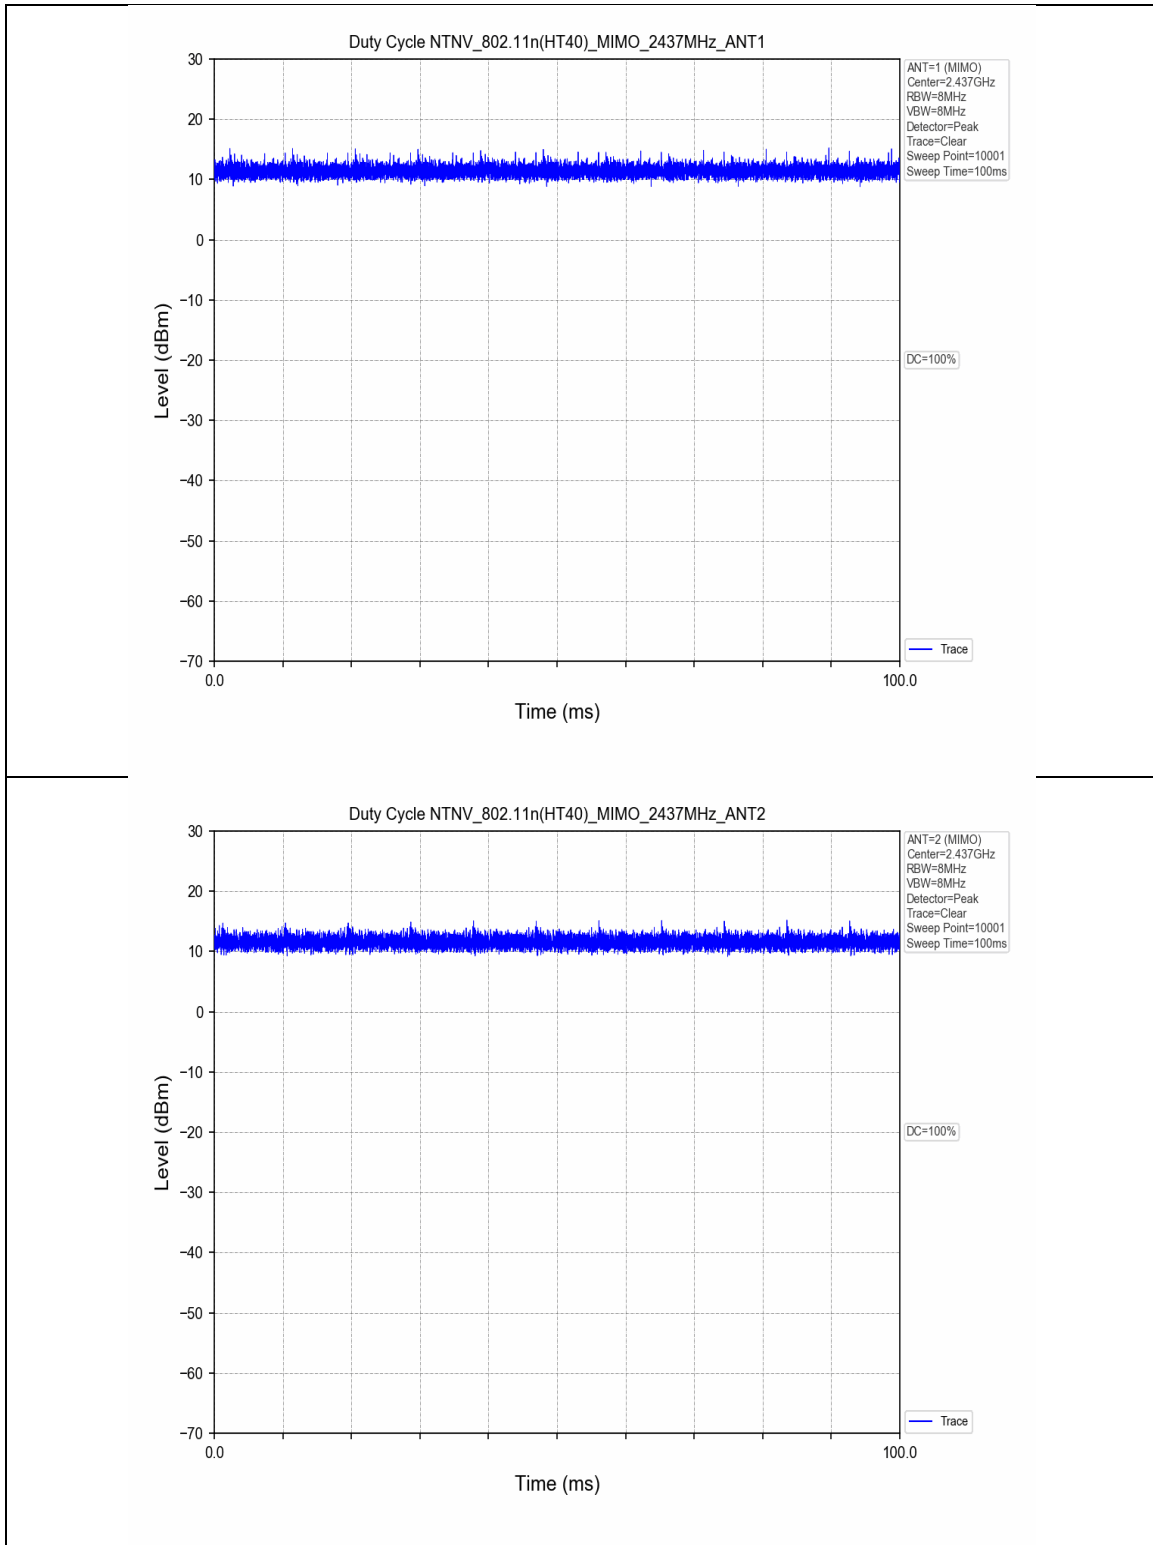 Duty Cycle NTNV_802.11n(HT40)_MIMO_2437MHz_ANT1
30
20
10
0
−10
−20
−30
−40
−50
−60
−70
Level (dBm)
0.0
100.0
Time (ms)
ANT=1 (MIMO)
Center=2.437GHz
RBW=8MHz
VBW=8MHz
Detector=Peak
Trace=Clear
Sweep Point=10001
Sweep Time=100ms
DC=100%
Trace
Duty Cycle NTNV_802.11n(HT40)_MIMO_2437MHz_ANT2
30
20
10
0
−10
−20
−30
−40
−50
−60
−70
Level (dBm)
0.0
100.0
Time (ms)
ANT=2 (MIMO)
Center=2.437GHz
RBW=8MHz
VBW=8MHz
Detector=Peak
Trace=Clear
Sweep Point=10001
Sweep Time=100ms
DC=100%
Trace